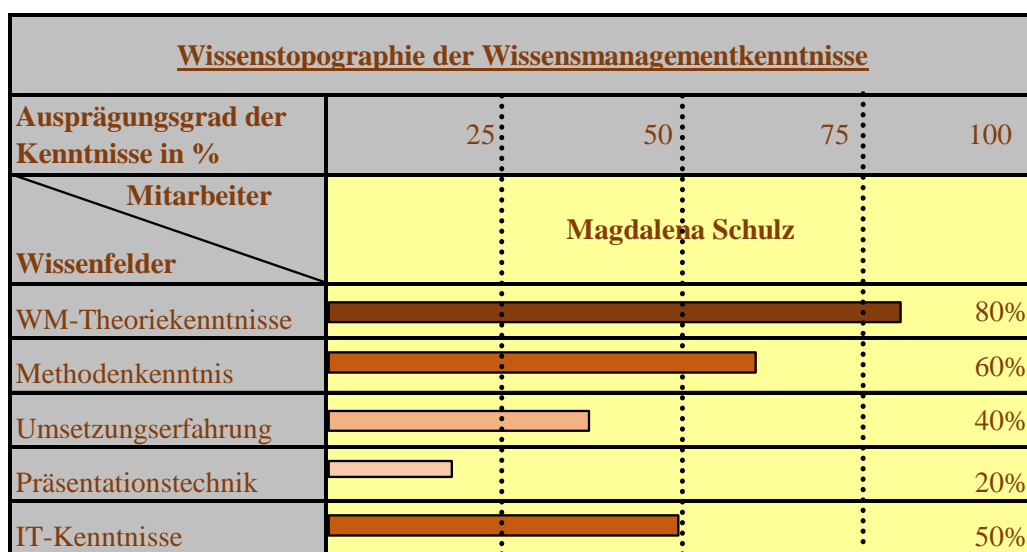 Wissenstopographie der Wissensmanagementkenntnisse
Ausprägungsgrad der
Kenntnisse in %
25 50 75 100
Mitarbeiter
Wissenfelder
Magdalena Schulz
WM-Theoriekenntnisse 80%
Methodenkenntnis 60%
Umsetzungserfahrung 40%
Präsentationstechnik 20%
IT-Kenntnisse 50%